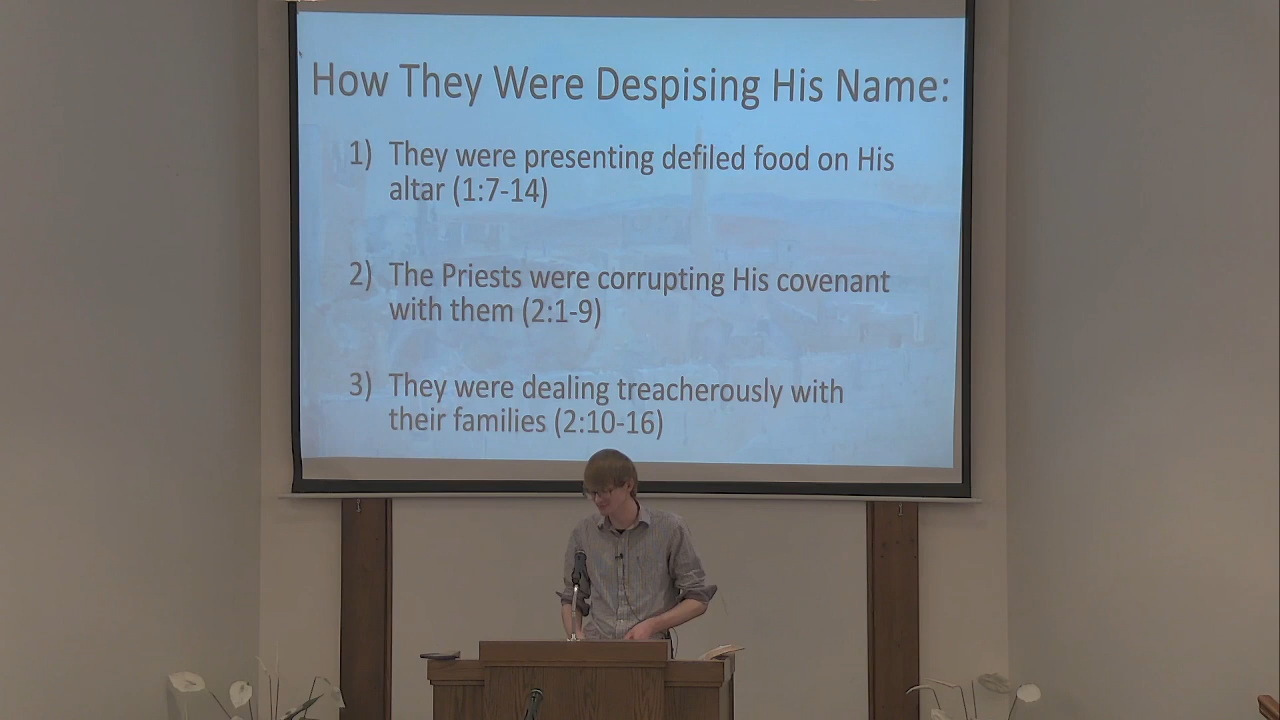 How They Were Despising His Name:
1) They were presenting defiled food on His
altar (1:7-14)
2) The Priests were corrupting His covenant
with them (2:1-9)
3) They were dealing treacherously with
their families (2:10-16)